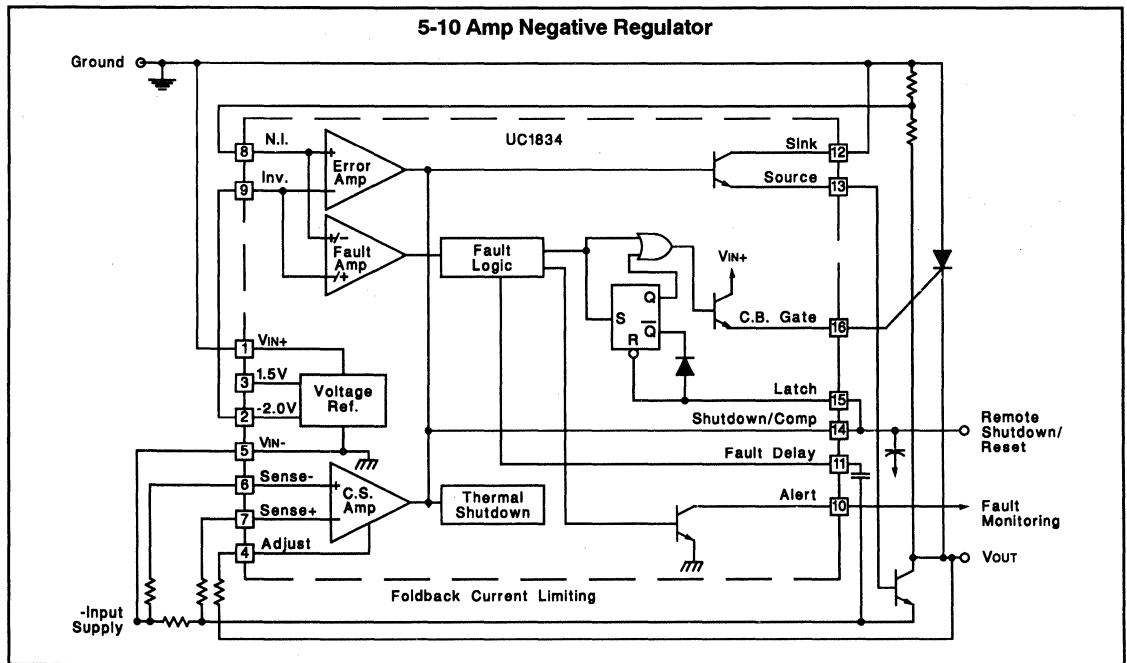 5-10 Amp Negative Regulator
Ground
UC1834
8
N.I.
+
Error
Amp
Sink
12
9
Inv.
−
Source
13
+/−
Fault
Amp
−/+
Fault
Logic
VIN+
Q
S
Q
R
C.B. Gate
16
1
VIN+
3
1.5V
Voltage
Ref.
2
-2.0V
Latch
15
Shutdown/Comp
14
Remote
Shutdown/
Reset
5
VIN-
Fault Delay
11
6
Sense-
+
C.S.
Amp
7
Sense+
−
Thermal
Shutdown
Alert
10
Fault
Monitoring
4
Adjust
VOUT
Foldback Current Limiting
-Input
Supply